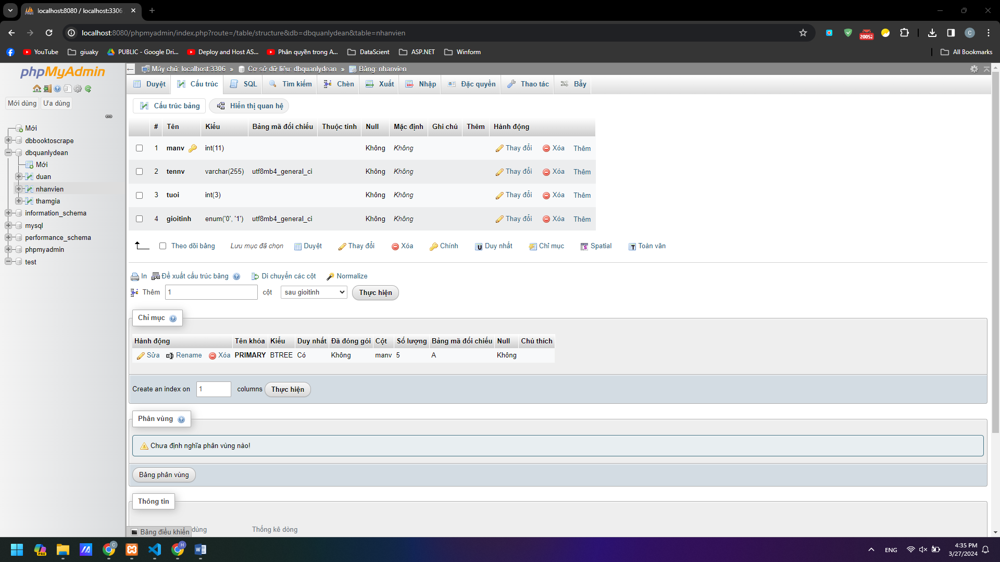 localhost:8080 / localhost:3306
localhost:8080/phpmyadmin/index.php?route=/table/structure&db=dbquanlydean&table=nhanvien
20052
C
YouTube
giuaky
PUBLIC - Google Dri...
Deploy and Host AS...
Phân quyền trong A...
DataScient
ASP.NET
Winform
All Bookmarks
phpMyAdmin
Mới dùng
Ưa dùng
Mới
dbbooktoscrape
dbquanlydean
Mới
duan
nhanvien
thamgia
information_schema
mysql
performance_schema
phpmyadmin
test
Máy chủ: localhost:3306 » Cơ sở dữ liệu: dbquanlydean » Bảng: nhanvien
Duyệt Cấu trúc SQL Tìm kiếm Chèn Xuất Nhập Đặc quyền Thao tác Bẫy
Cấu trúc bảng Hiển thị quan hệ
# Tên Kiểu Bảng mã đối chiếu Thuộc tính Null Mặc định Ghi chú Thêm Hành động
1 manv int(11) Không Không Thay đổi Xóa Thêm
2 tennv varchar(255) utf8mb4_general_ci Không Không Thay đổi Xóa Thêm
3 tuoi int(3) Không Không Thay đổi Xóa Thêm
4 gioitinh enum('0', '1') utf8mb4_general_ci Không Không Thay đổi Xóa Thêm
Theo dõi bảng Lưu mục đã chọn Duyệt Thay đổi Xóa Chính Duy nhất Chỉ mục Spatial Toàn văn
In Đề xuất cấu trúc bảng Di chuyển các cột Normalize
Thêm 1 cột sau gioitinh Thực hiện
Chỉ mục
Hành động Tên khóa Kiểu Duy nhất Đã đóng gói Cột Số lượng Bảng mã đối chiếu Null Chú thích
Sửa Rename Xóa PRIMARY BTREE Có Không manv 5 A Không
Create an index on 1 columns Thực hiện
Phân vùng
Chưa định nghĩa phân vùng nào!
Bảng phân vùng
Thông tin
Bảng điều khiển dùng Thống kê dòng
PRE
C
H
ENG
4:35 PM
3/27/2024